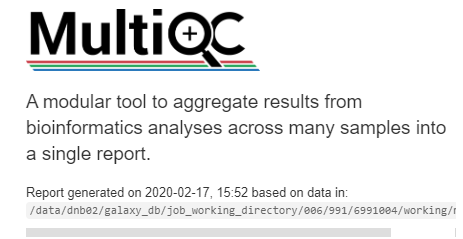 MultiQC
A modular tool to aggregate results from
bioinformatics analyses across many samples into
a single report.
Report generated on 2020-02-17, 15:52 based on data in:
/data/dnb02/galaxy_db/job_working_directory/006/991/6991004/working/